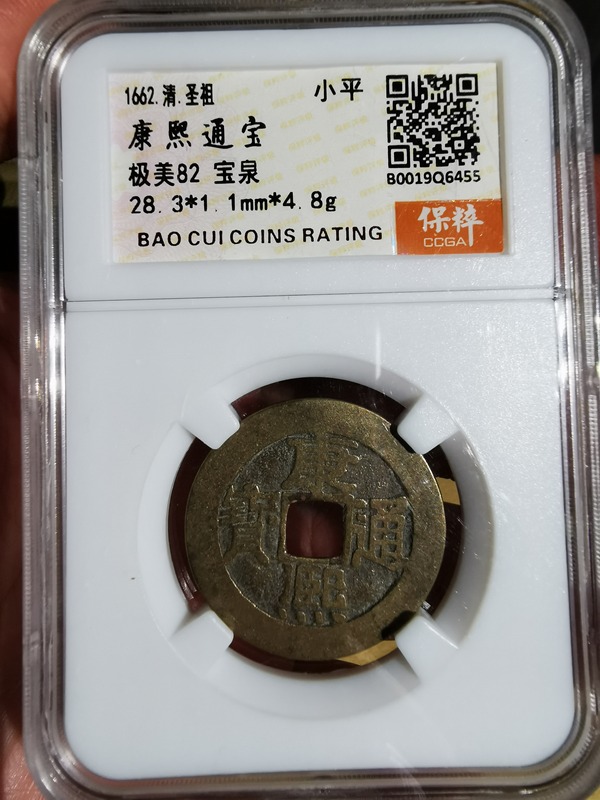 1662.清.圣祖 小平
康熙通宝
极美82 宝泉
B0019Q6455
28.3*1.1mm*4.8g
BAO CUI COINS RATING
保粹
CCGA
康
寳 通
熙